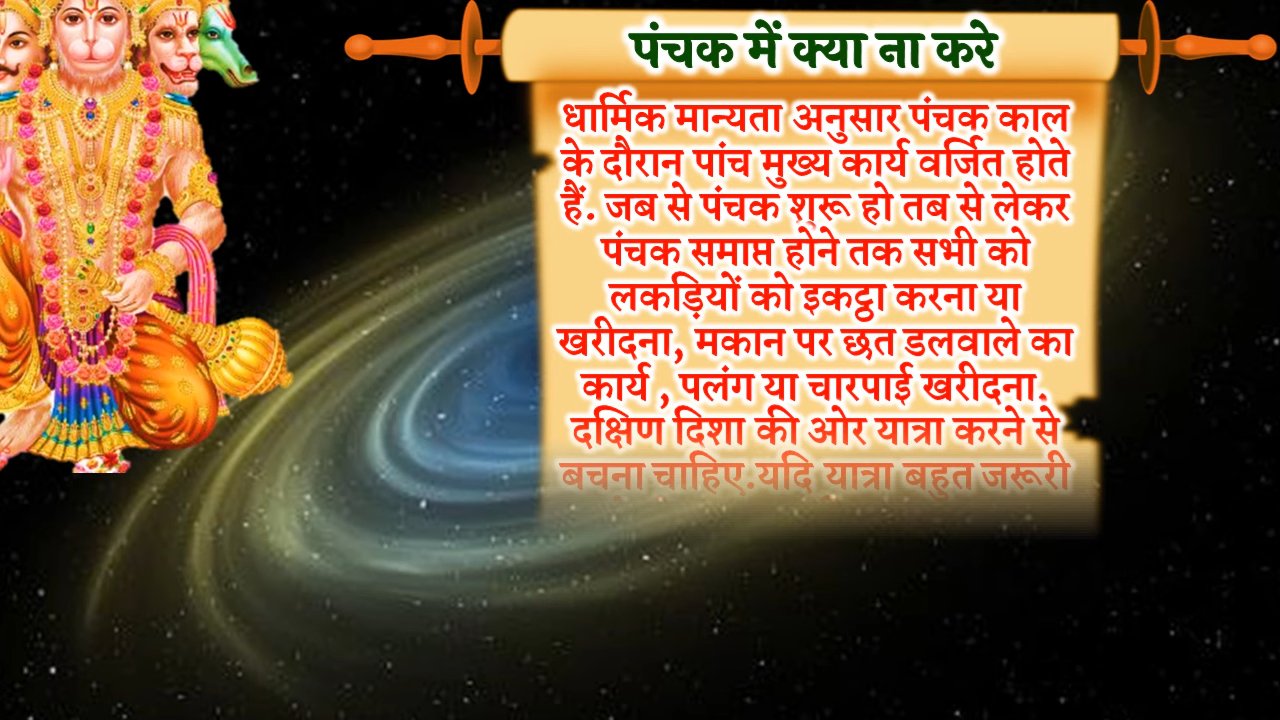 पंचक में क्या ना करे
धार्मिक मान्यता अनुसार पंचक काल
के दौरान पांच मुख्य कार्य वर्जित होते
हैं. जब से पंचक शुरू हो तब से लेकर
पंचक समाप्त होने तक सभी को
लकड़ियों को इकट्ठा करना या
खरीदना, मकान पर छत डलवाले का
कार्य , पलंग या चारपाई खरीदना.
दक्षिण दिशा की ओर यात्रा करने से
बचना चाहिए.यदि यात्रा बहुत जरूरी